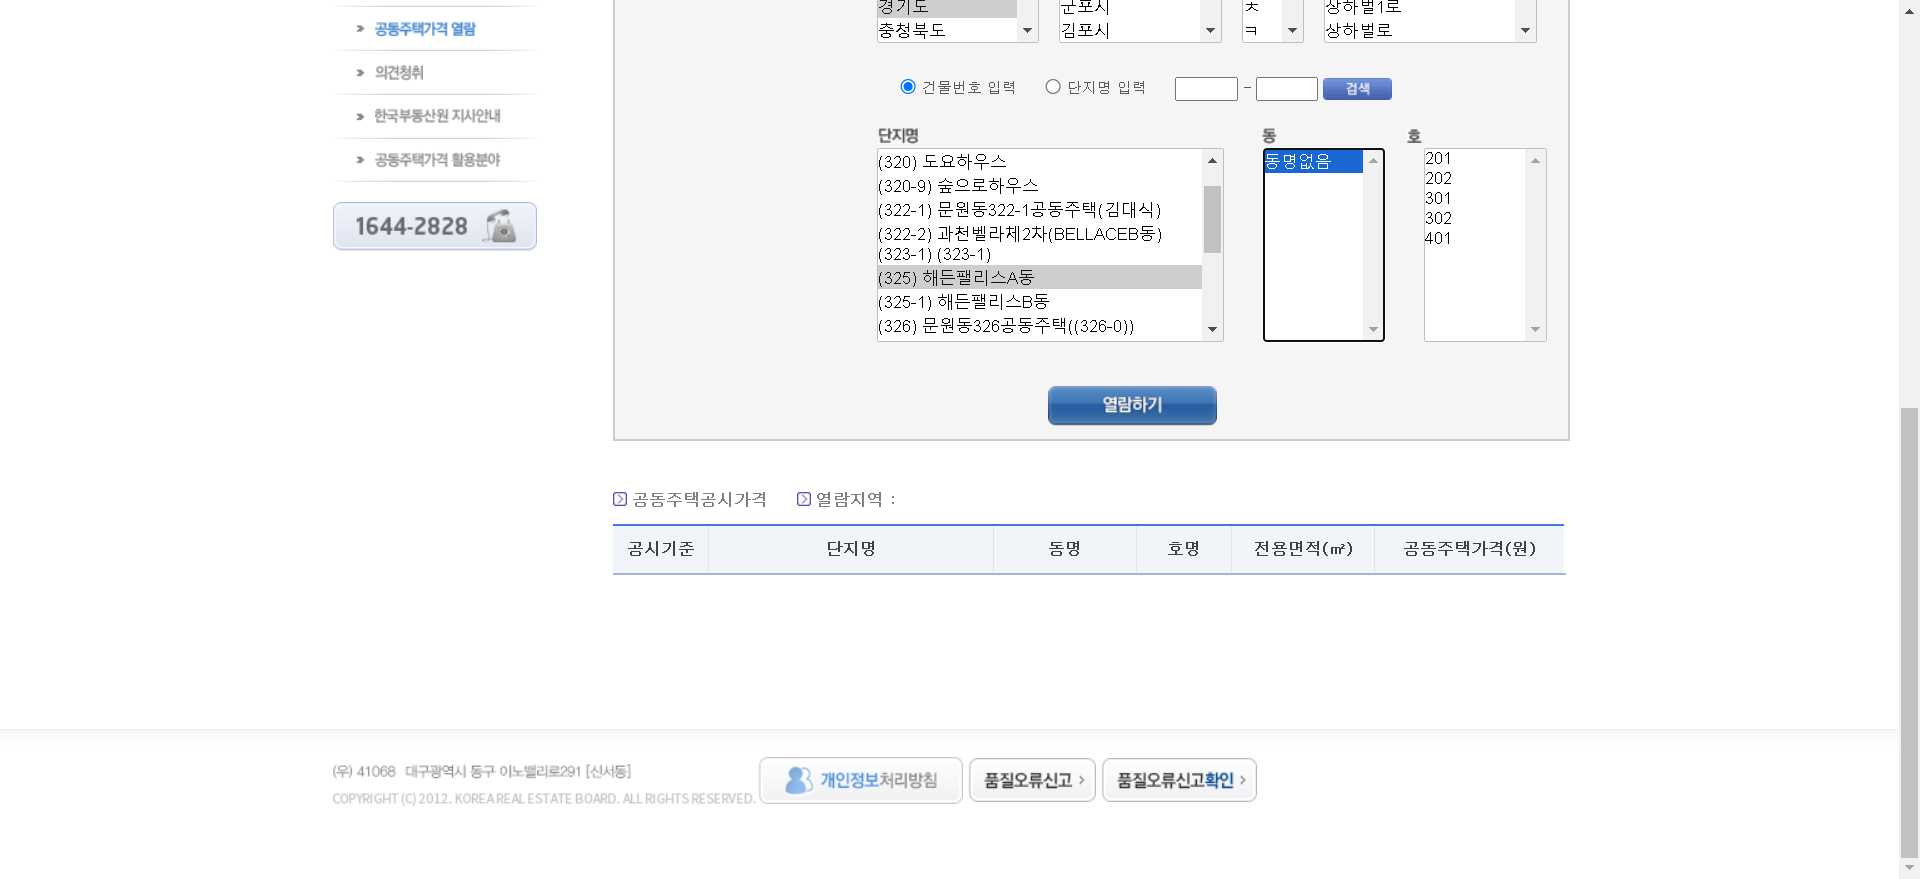 공동주택가격 열람
의견청취
한국부동산원 지사안내
공동주택가격 활용분야
1644-2828
경기도
충청북도
군포시
김포시
ㅊ
ㅋ
상하벌1로
상하벌로
건물번호 입력 단지명 입력 - 검색
단지명 동 호
(320) 도요하우스
(320-9) 숲으로하우스
(322-1) 문원동322-1공동주택(김대식)
(322-2) 과천벨라체2차(BELLACEB동)
(323-1) (323-1)
(325) 해든팰리스A동
(325-1) 해든팰리스B동
(326) 문원동326공동주택((326-0))
동명없음
201
202
301
302
401
열람하기
공동주택공시가격 열람지역 :
공시기준 단지명 동명 호명 전용면적(㎡) 공동주택가격(원)
(우) 41068 대구광역시 동구 이노밸리로291 [신서동]
COPYRIGHT (C) 2012. KOREA REAL ESTATE BOARD. ALL RIGHTS RESERVED.
개인정보처리방침 품질오류신고 > 품질오류신고확인 >